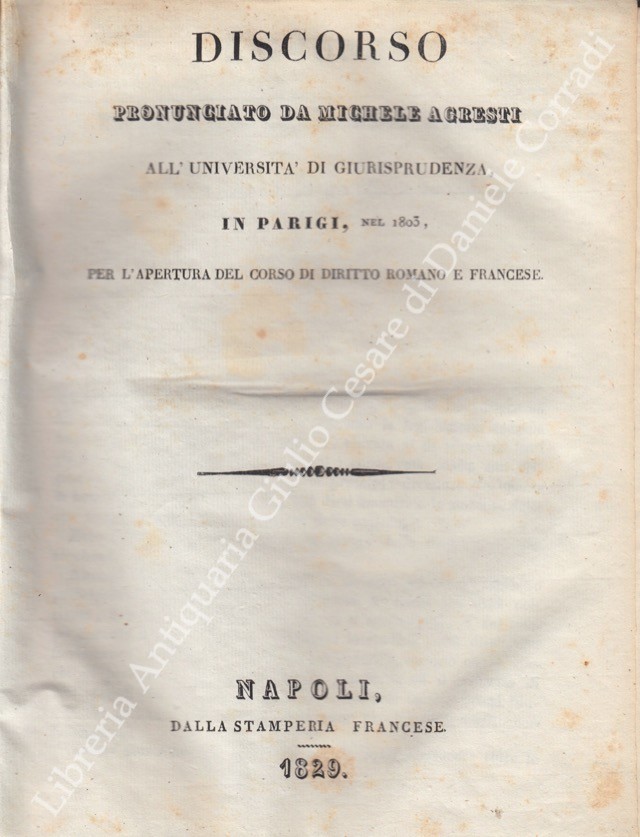 DISCORSO
PRONUNCIATO DA MICHELE AGRESTI
ALL' UNIVERSITA' DI GIURISPRUDENZA,
IN PARIGI, NEL 1803,
PER L'APERTURA DEL CORSO DI DIRITTO ROMANO E FRANCESE.
NAPOLI,
DALLA STAMPERIA FRANCESE.
1829.
Libreria Antiquaria Giulio Cesare di Daniele Corradi